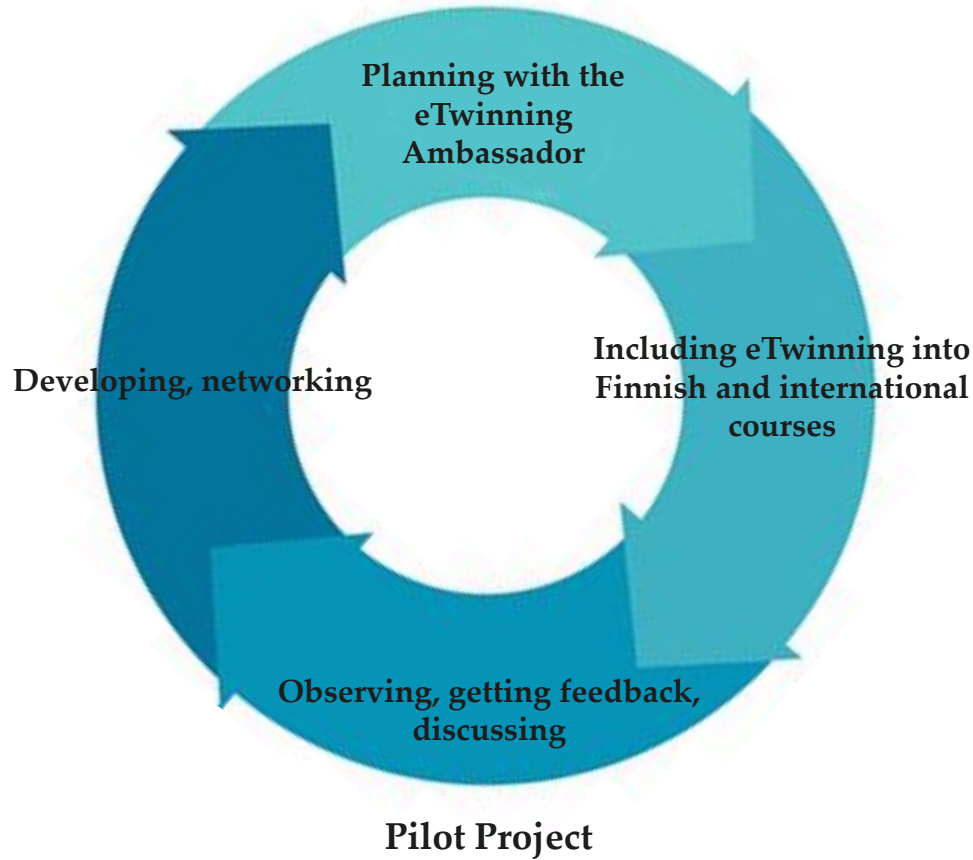 Planning with the
eTwinning
Ambassador
Including eTwinning into
Finnish and international
courses
Developing, networking
Observing, getting feedback,
discussing
Pilot Project